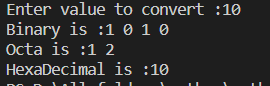 Enter value to convert :10
Binary is :1 0 1 0
Octa is :1 2
HexaDecimal is :10